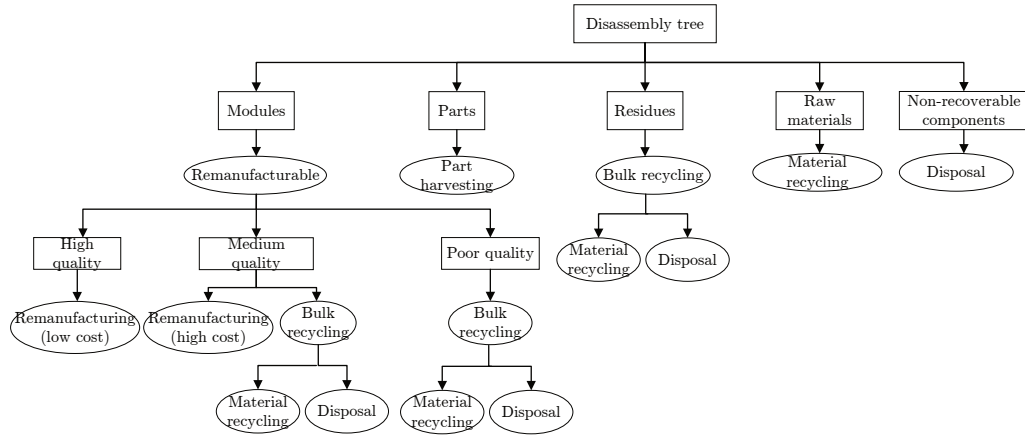 Disassembly tree
Modules
Parts
Residues
Raw
materials
Non-recoverable
components
Remanufacturable
Part
harvesting
Bulk recycling
Material
recycling
Disposal
High
quality
Medium
quality
Poor quality
Material
recycling
Disposal
Remanufacturing
(low cost)
Remanufacturing
(high cost)
Bulk
recycling
Bulk
recycling
Material
recycling
Disposal
Material
recycling
Disposal